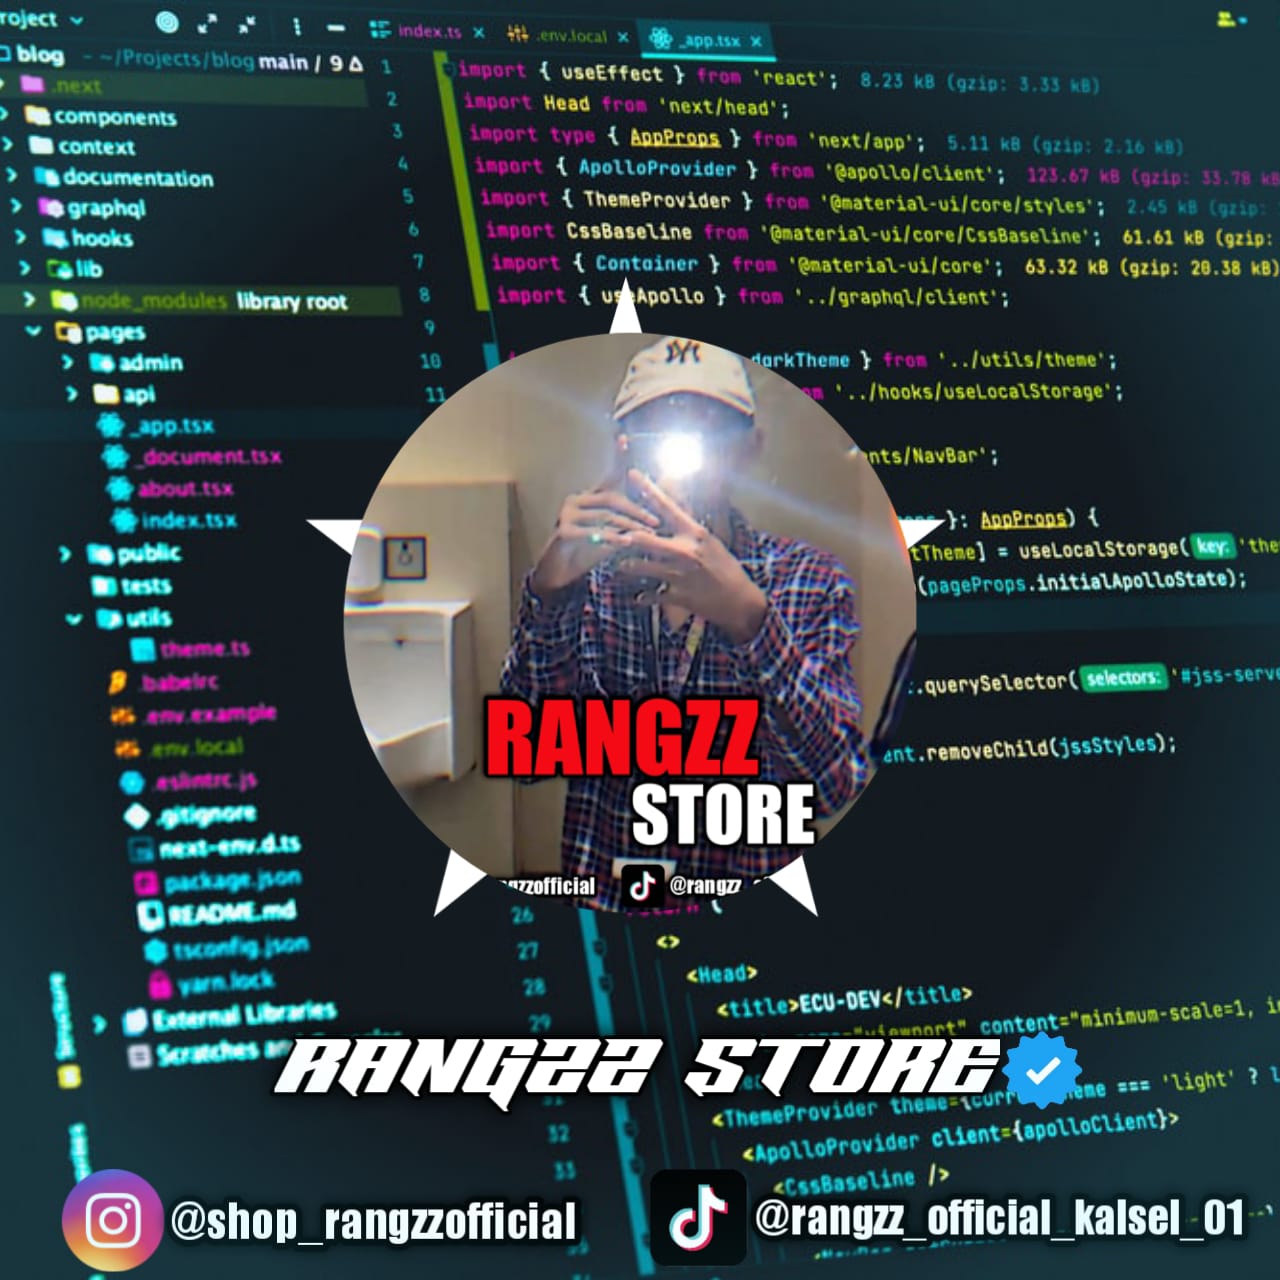 roject
index.ts
.env.local
_app.tsx
blog ~/Projects/blog main / 9 Δ
.next
components
context
documentation
graphql
hooks
lib
node_modules library root
pages
admin
api
_app.tsx
_document.tsx
about.tsx
index.tsx
public
tests
utils
theme.ts
.babelrc
.env.example
.env.local
.eslintrc.js
.gitignore
next-env.d.ts
package.json
README.md
tsconfig.json
yarn.lock
External Libraries
Scratches an
Structure
1 import { useEffect } from 'react'; 8.23 kB (gzip: 3.33 kB)
2 import Head from 'next/head';
3 import type { AppProps } from 'next/app'; 5.11 kB (gzip: 2.16 kB)
4 import { ApolloProvider } from '@apollo/client'; 123.67 kB (gzip: 33.78 kB
5 import { ThemeProvider } from '@material-ui/core/styles'; 2.45 kB (gzip:
6 import CssBaseline from '@material-ui/core/CssBaseline'; 61.61 kB (gzip:
7 import { Container } from '@material-ui/core'; 63.32 kB (gzip: 20.38 kB)
8 import { useApollo } from '../graphql/client';
9
10 darkTheme } from '../utils/theme';
11 '../hooks/useLocalStorage';
nts/NavBar';
}: AppProps) {
tTheme] = useLocalStorage( key: 'the
(pageProps.initialApolloState);
.querySelector( selectors: '#jss-serve
ent.removeChild(jssStyles);
RANGZZ
STORE
gzzofficial @rangzz
26 return (
27 <>
28 <Head>
29 <title>ECU-DEV</title>
"viewport" content="minimum-scale=1,
RANGZZ STORE
eme === 'light' ?
32 <ThemeProvider theme={curr
33 <ApolloProvider client={apolloClient}>
<CssBaseline />
@shop_rangzzofficial
@rangzz_official_kalsel_01